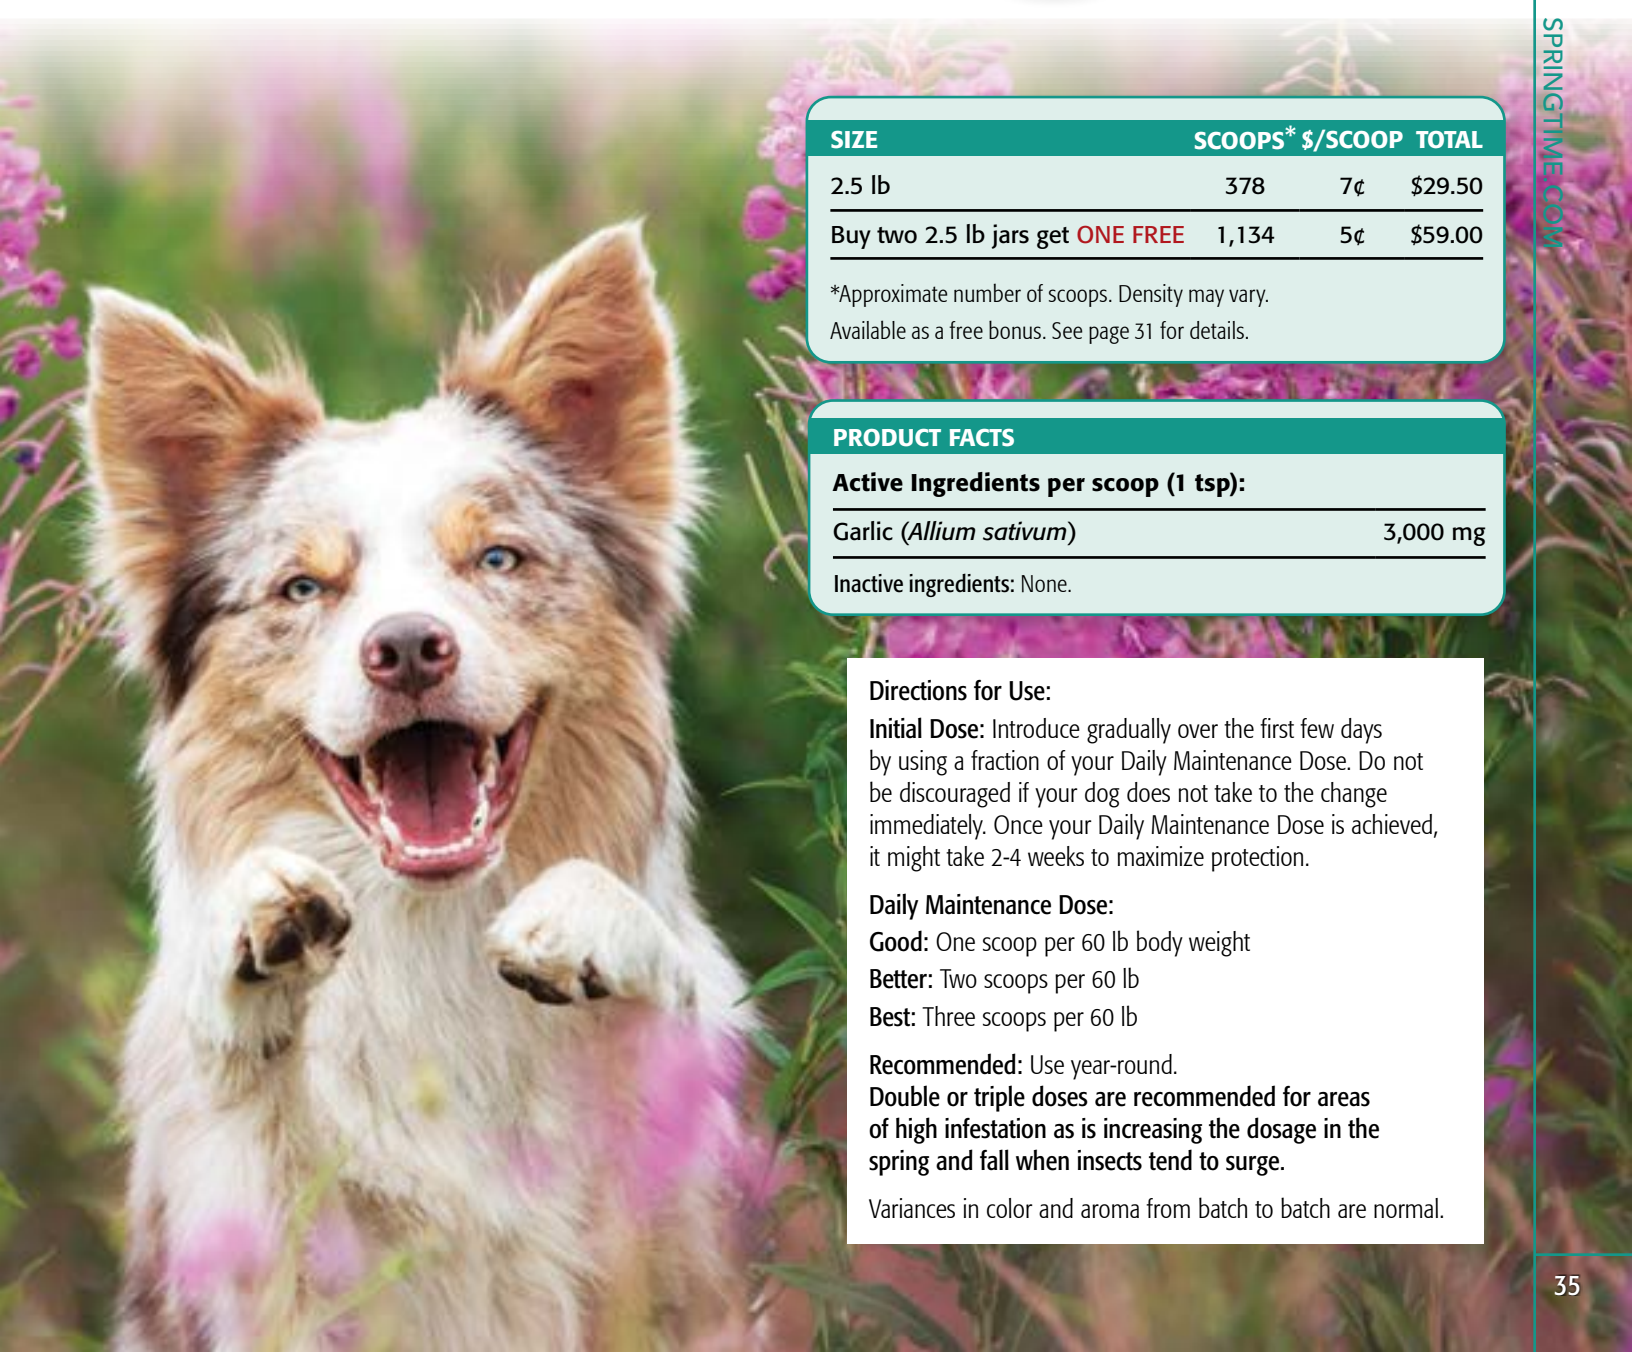 SPRINGTIME.COM
SIZE SCOOPS* $/SCOOP TOTAL
2.5 lb 378 7¢ $29.50
Buy two 2.5 lb jars get ONE FREE 1,134 5¢ $59.00
*Approximate number of scoops. Density may vary.
Available as a free bonus. See page 31 for details.
PRODUCT FACTS
Active Ingredients per scoop (1 tsp):
Garlic (Allium sativum) 3,000 mg
Inactive ingredients: None.
Directions for Use:
Initial Dose: Introduce gradually over the first few days
by using a fraction of your Daily Maintenance Dose. Do not
be discouraged if your dog does not take to the change
immediately. Once your Daily Maintenance Dose is achieved,
it might take 2-4 weeks to maximize protection.
Daily Maintenance Dose:
Good: One scoop per 60 lb body weight
Better: Two scoops per 60 lb
Best: Three scoops per 60 lb
Recommended: Use year-round.
Double or triple doses are recommended for areas
of high infestation as is increasing the dosage in the
spring and fall when insects tend to surge.
Variances in color and aroma from batch to batch are normal.
35